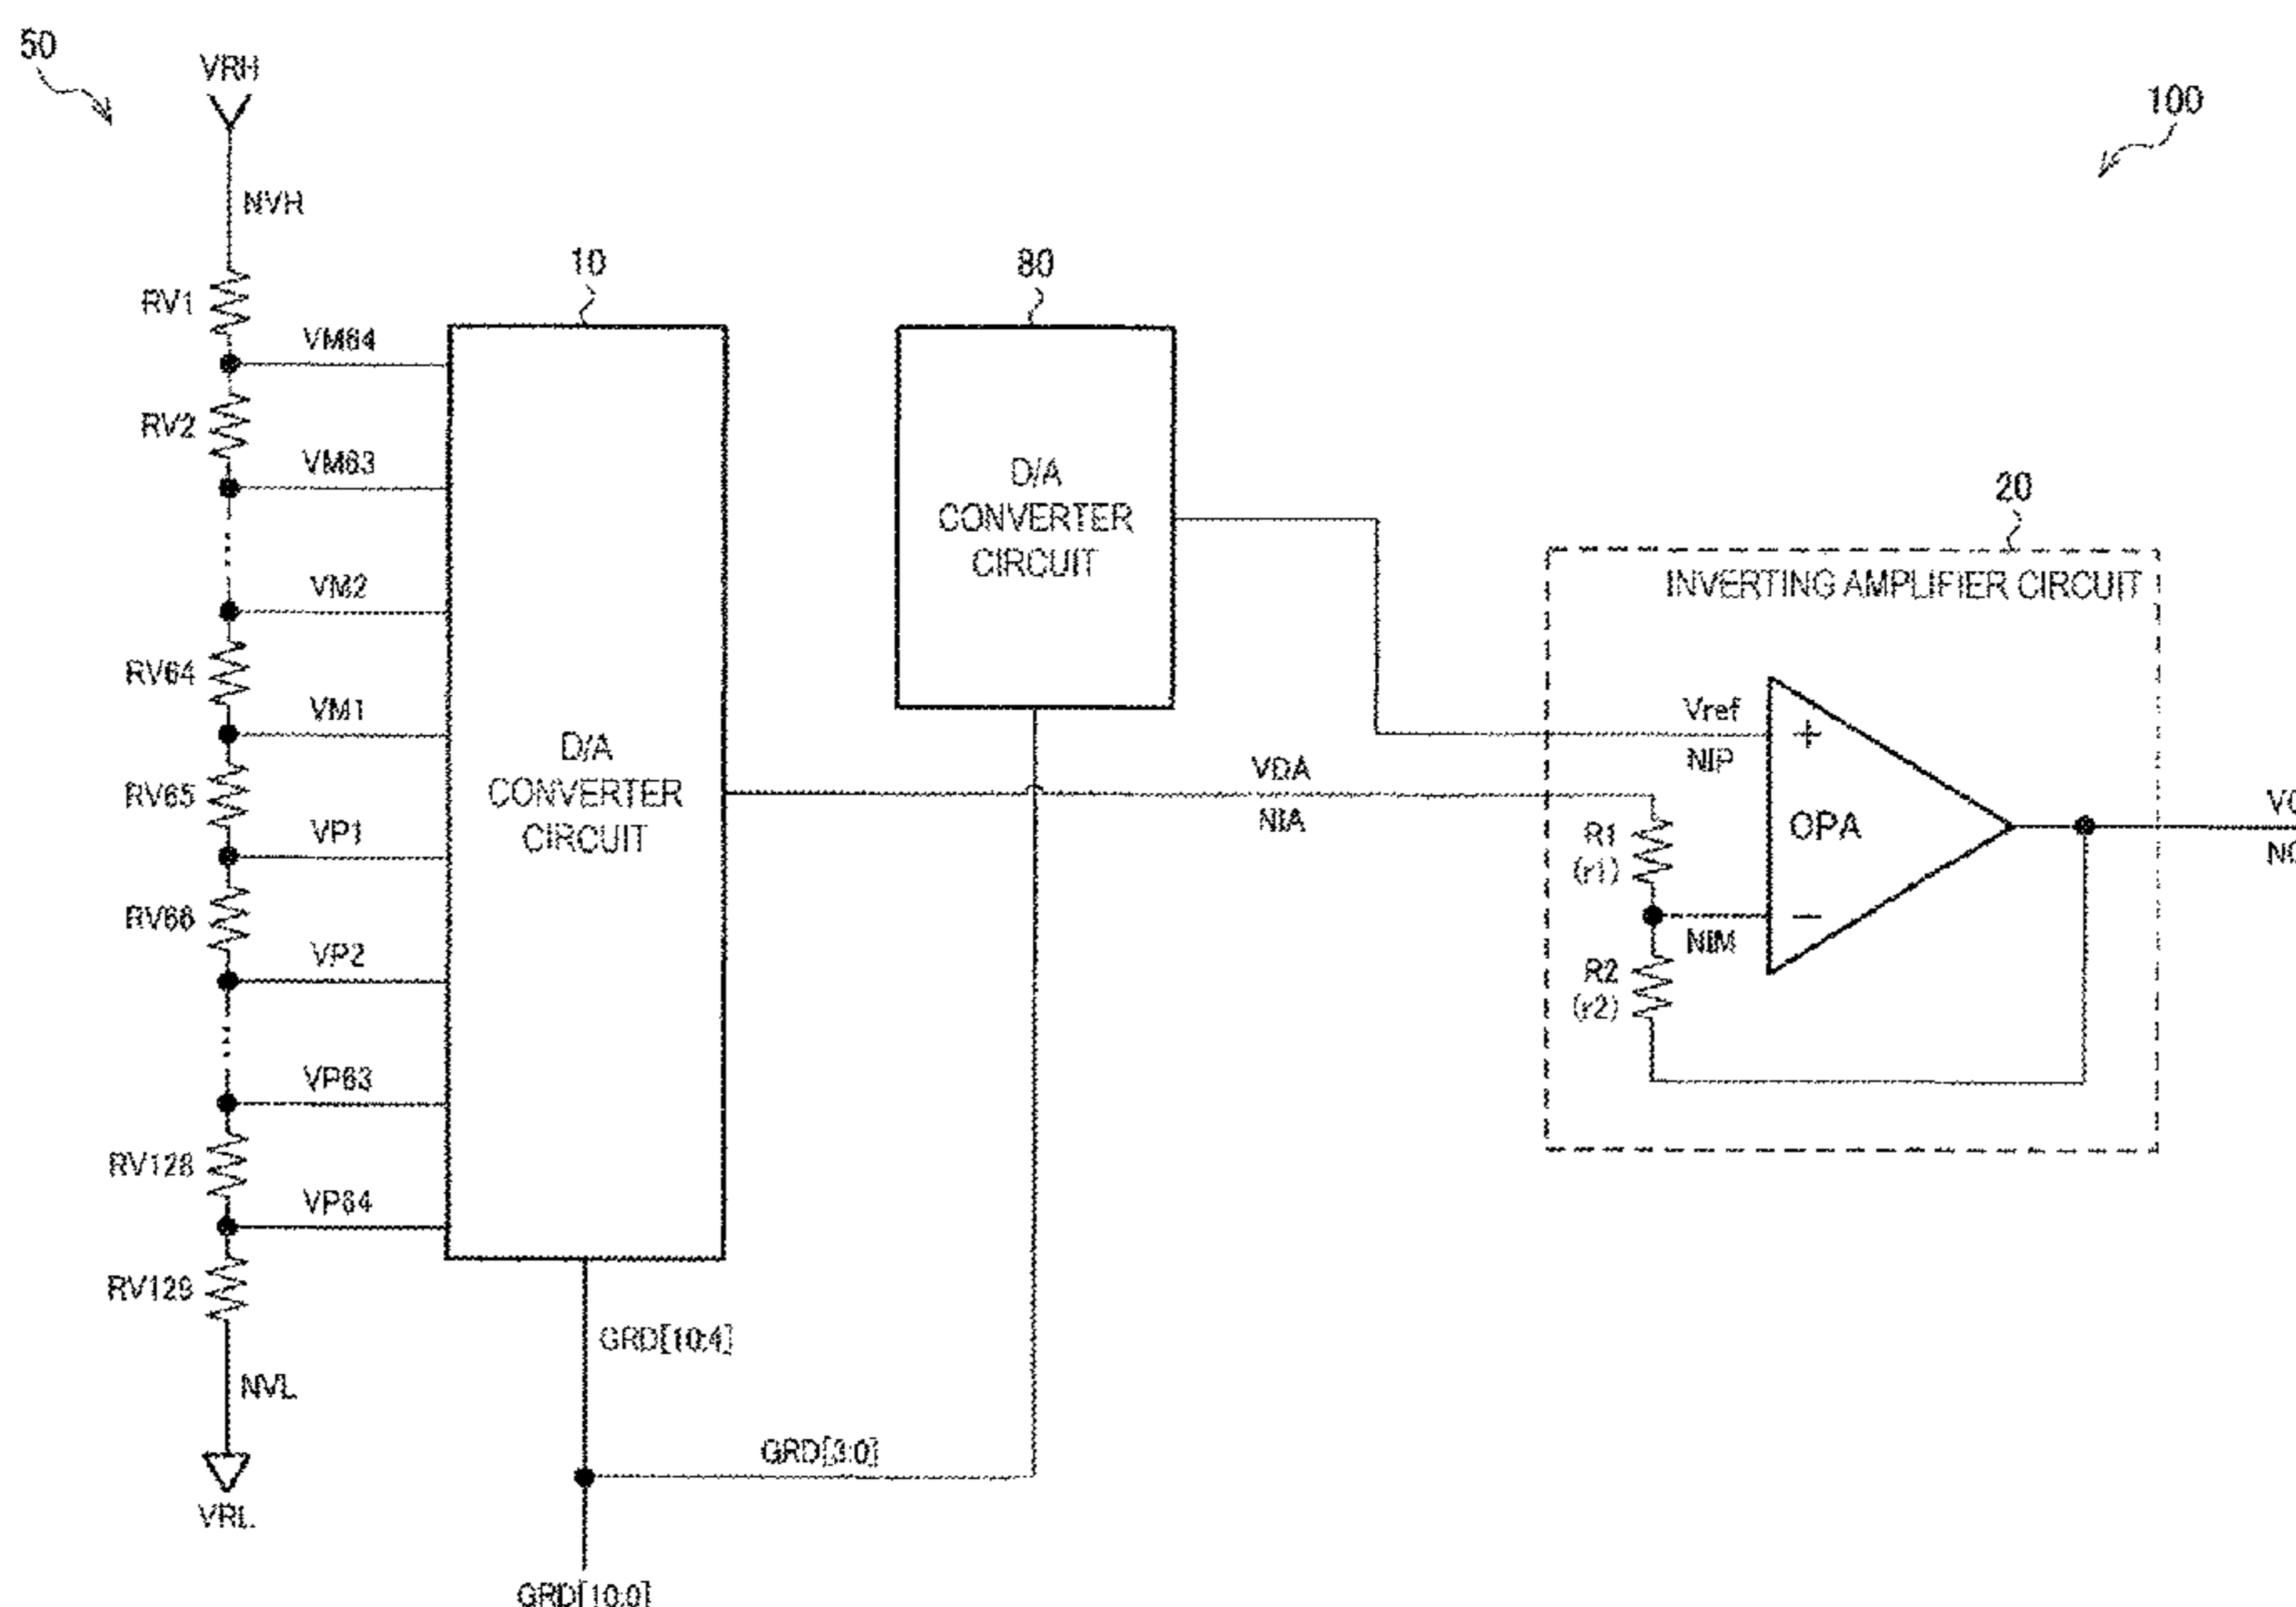 50
VRH
100
NVH
10
80
RV1
VM64
RV2
VM63
D/A
CONVERTER
CIRCUIT
20
INVERTING AMPLIFIER CIRCUIT
VM2
RV64
VM1
Vref
NIP
+
D/A
CONVERTER
CIRCUIT
VDA
NIA
RV65
VP1
R1
(r1)
OPA
RV66
NIM
−
VP2
R2
(r2)
VP63
RV128
VP64
RV129
GRD[10:4]
NVL
GRD[3:0]
VRL
GRD[10:0]